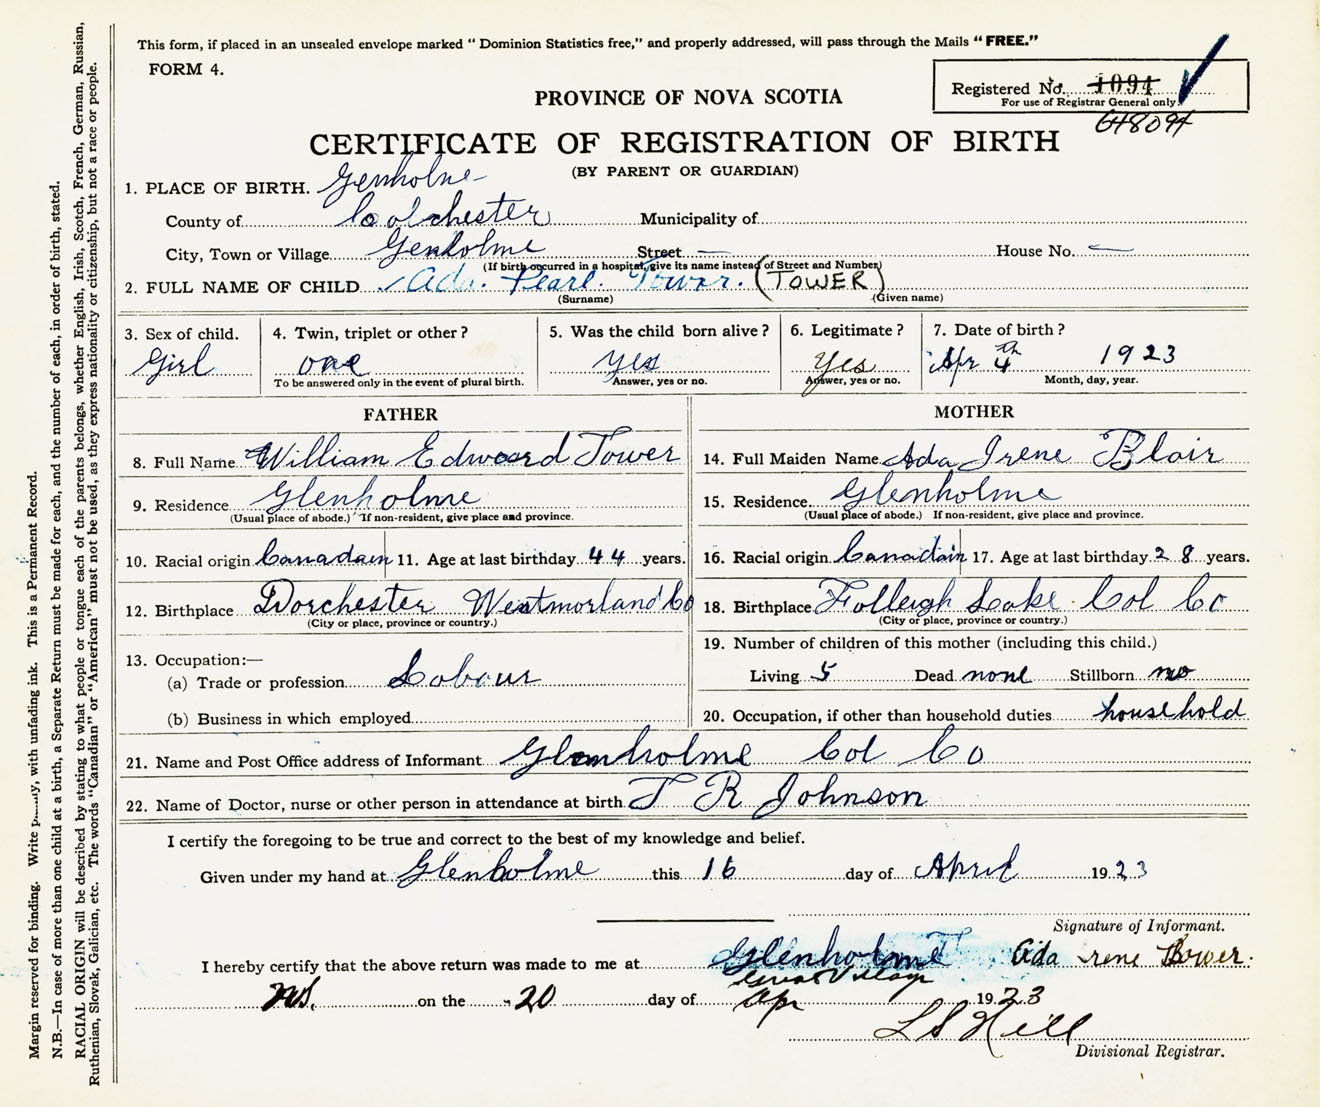 This form, if placed in an unsealed envelope marked " Dominion Statistics free," and properly addressed, will pass through the Mails " FREE."
FORM 4.
Registered No. 1094
For use of Registrar General only.
PROVINCE OF NOVA SCOTIA
CERTIFICATE OF REGISTRATION OF BIRTH
(BY PARENT OR GUARDIAN)
1. PLACE OF BIRTH. Genholne
County of Colchester Municipality of
City, Town or Village Genholme Street — House No. —
(If birth occurred in a hospital, give its name instead of Street and Number)
2. FULL NAME OF CHILD Ada Pearl Tower. (TOWER)
(Surname) (Given name)
3. Sex of child. 4. Twin, triplet or other? 5. Was the child born alive? 6. Legitimate? 7. Date of birth?
Girl one yes Yes Apr 4th 1923
To be answered only in the event of plural birth. Answer, yes or no. Answer, yes or no. Month, day, year.
FATHER MOTHER
8. Full Name William Edward Tower 14. Full Maiden Name Ada Irene Blair
9. Residence Glenholme 15. Residence Glenholme
(Usual place of abode.) If non-resident, give place and province. (Usual place of abode.) If non-resident, give place and province.
10. Racial origin Canadain 11. Age at last birthday 44 years. 16. Racial origin Canadain 17. Age at last birthday 28 years.
12. Birthplace Dorchester Westmorland Co 18. Birthplace Folleigh Lake Col Co
(City or place, province or country.) (City or place, province or country.)
13. Occupation:— 19. Number of children of this mother (including this child.)
(a) Trade or profession Labour Living 5 Dead none Stillborn no
(b) Business in which employed 20. Occupation, if other than household duties household
21. Name and Post Office address of Informant Glenholme Col Co
22. Name of Doctor, nurse or other person in attendance at birth T R Johnson
I certify the foregoing to be true and correct to the best of my knowledge and belief.
Given under my hand at Glenholme this 16 day of April 1923
Signature of Informant.
I hereby certify that the above return was made to me at Glenholme Ada Irene Bower.
Great Village
N.S. on the 20 day of Apr 1923
L S Hill
Divisional Registrar.
Margin reserved for binding. Write with unfading ink. This is a Permanent Record.
N.B.—In case of more than one child at a birth, a Separate Return must be made for each, and the number of each, in order of birth, stated.
RACIAL ORIGIN will be described by stating to what people or tongue each of the parents belongs, whether English, Irish, Scotch, French, German, Russian,
Ruthenian, Slovak, Galician, etc. The words "Canadian" or "American" must not be used, as they express nationality or citizenship, but not a race or people.